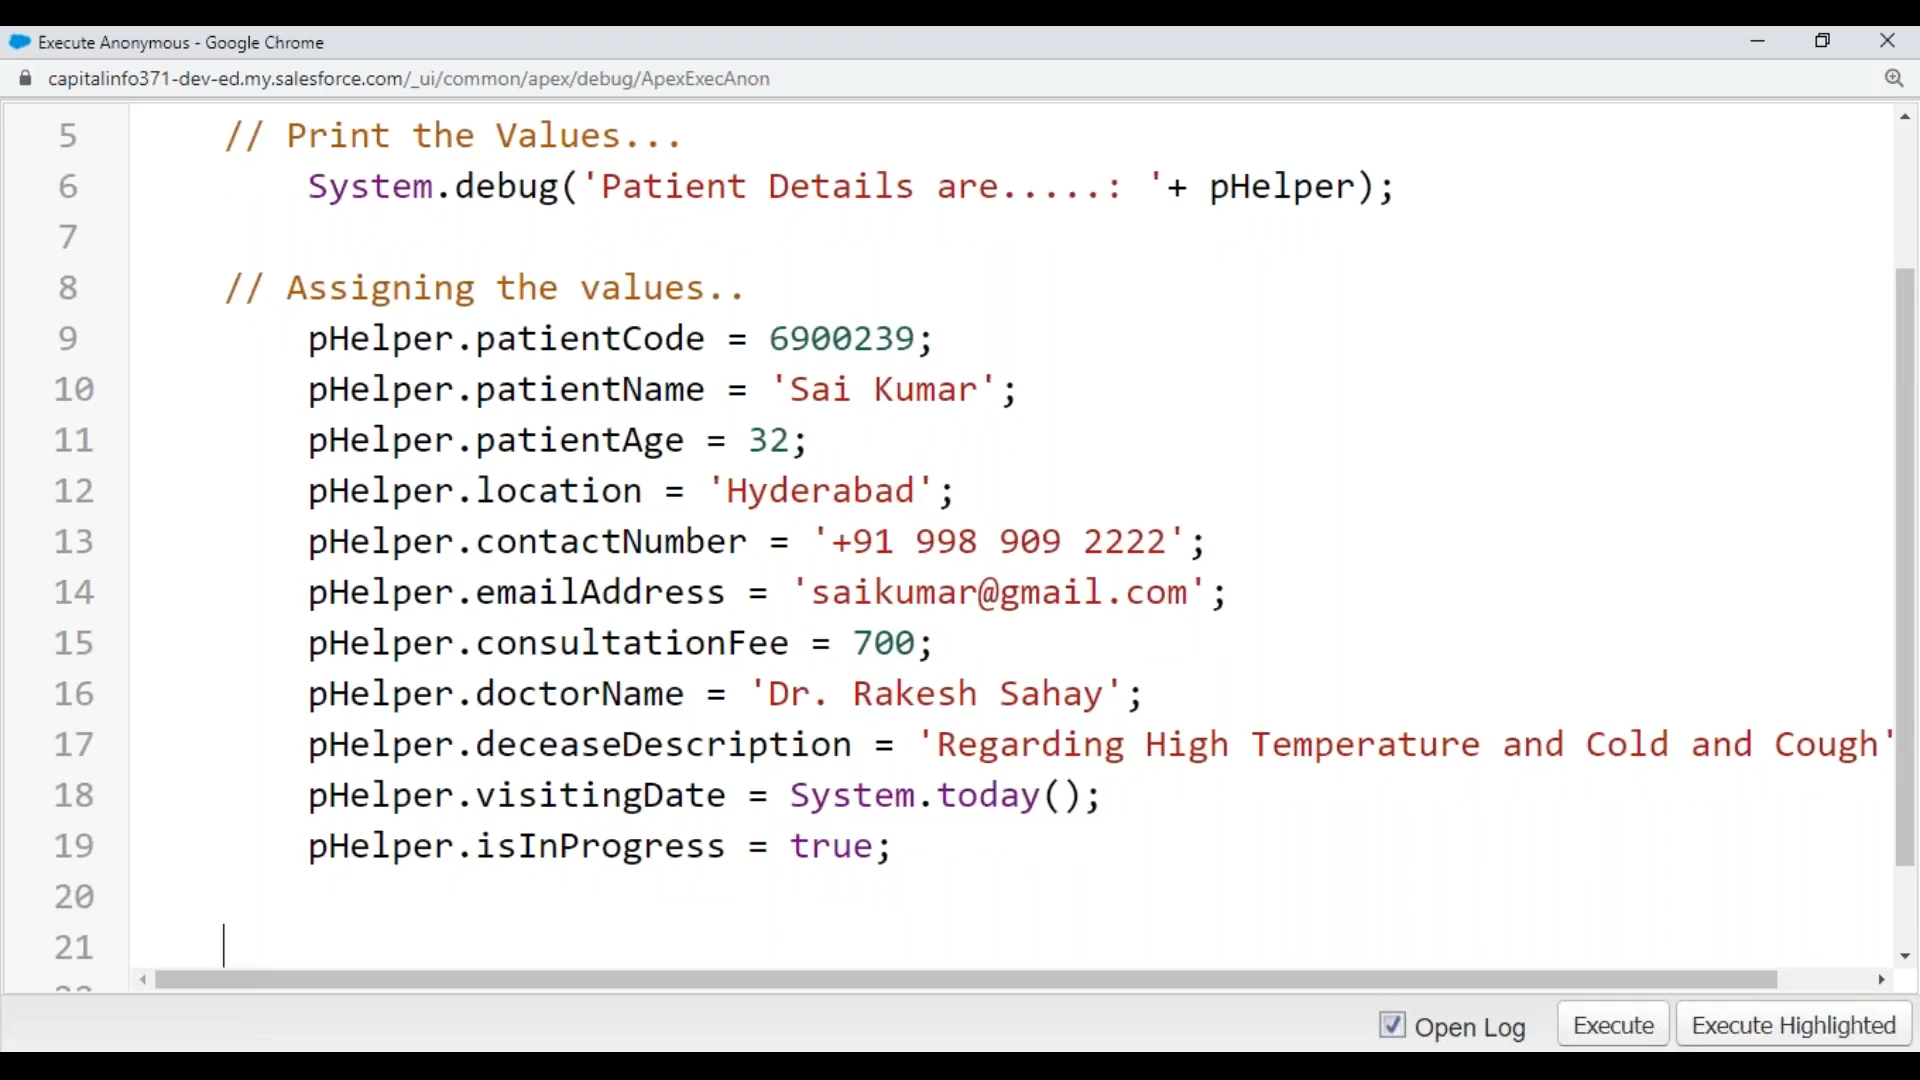 Execute Anonymous - Google Chrome
capitalinfo371-dev-ed.my.salesforce.com/_ui/common/apex/debug/ApexExecAnon
5 // Print the Values...
6 System.debug('Patient Details are.....: '+ pHelper);
7
8 // Assigning the values..
9 pHelper.patientCode = 6900239;
10 pHelper.patientName = 'Sai Kumar';
11 pHelper.patientAge = 32;
12 pHelper.location = 'Hyderabad';
13 pHelper.contactNumber = '+91 998 909 2222';
14 pHelper.emailAddress = 'saikumar@gmail.com';
15 pHelper.consultationFee = 700;
16 pHelper.doctorName = 'Dr. Rakesh Sahay';
17 pHelper.deceaseDescription = 'Regarding High Temperature and Cold and Cough'
18 pHelper.visitingDate = System.today();
19 pHelper.isInProgress = true;
20
21
Open Log Execute Execute Highlighted